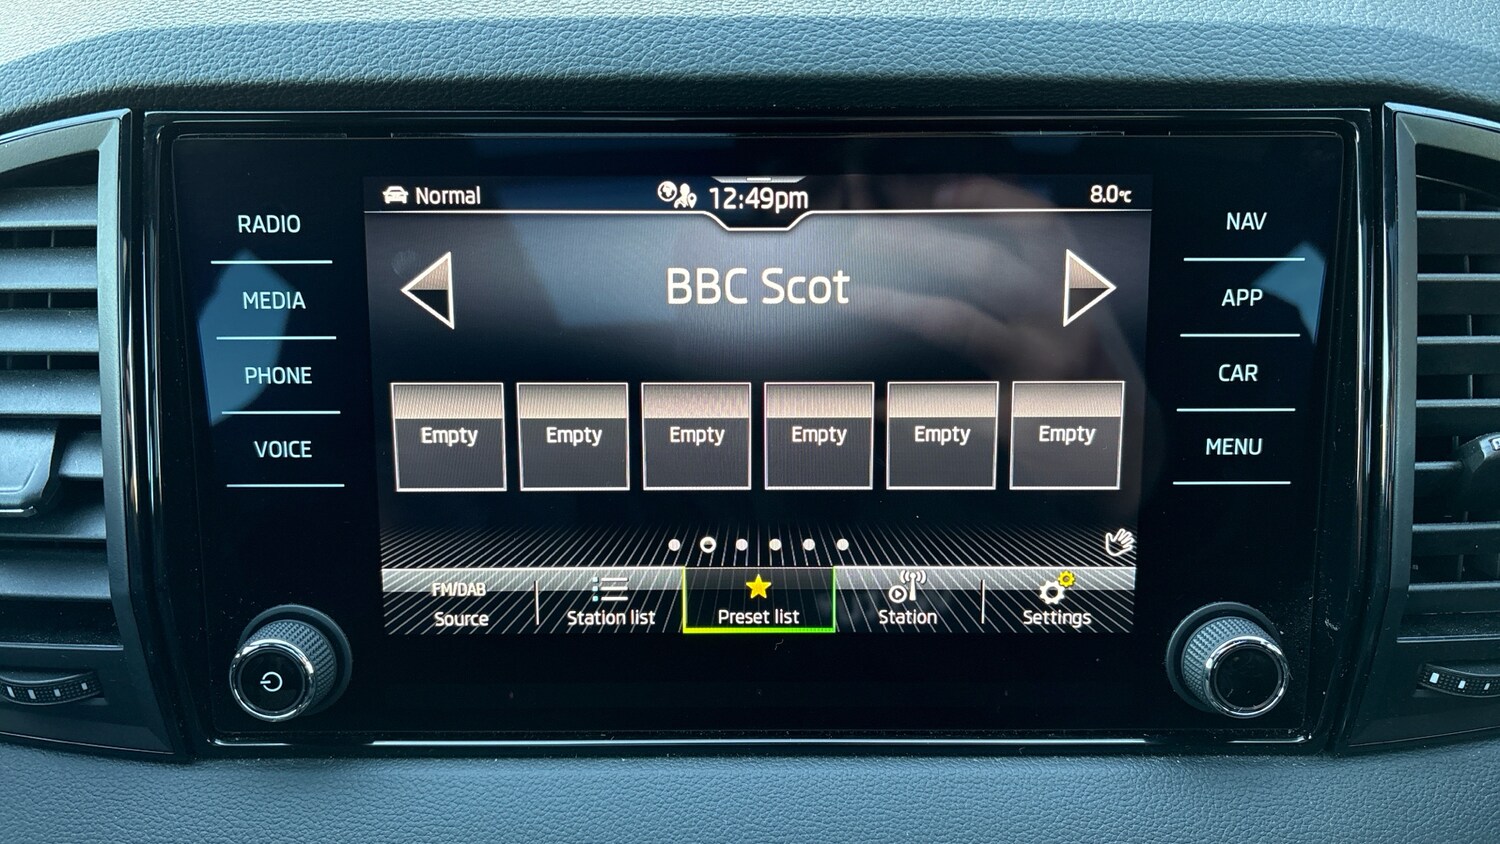 Normal
12:49pm
8.0°C
RADIO
MEDIA
PHONE
VOICE
BBC Scot
Empty Empty Empty Empty Empty Empty
FM/DAB
Source
Station list
Preset list
Station
Settings
NAV
APP
CAR
MENU